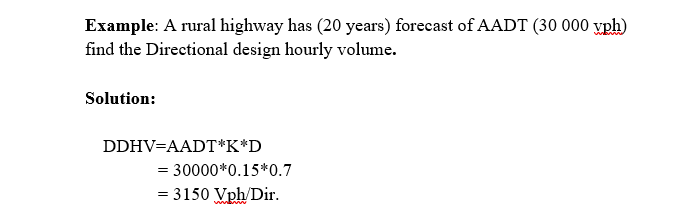 Example: A rural highway has (20 years) forecast of AADT (30 000 vph)
find the Directional design hourly volume.
Solution:
DDHV=AADT*K*D
= 30000*0.15*0.7
= 3150 Vph/Dir.